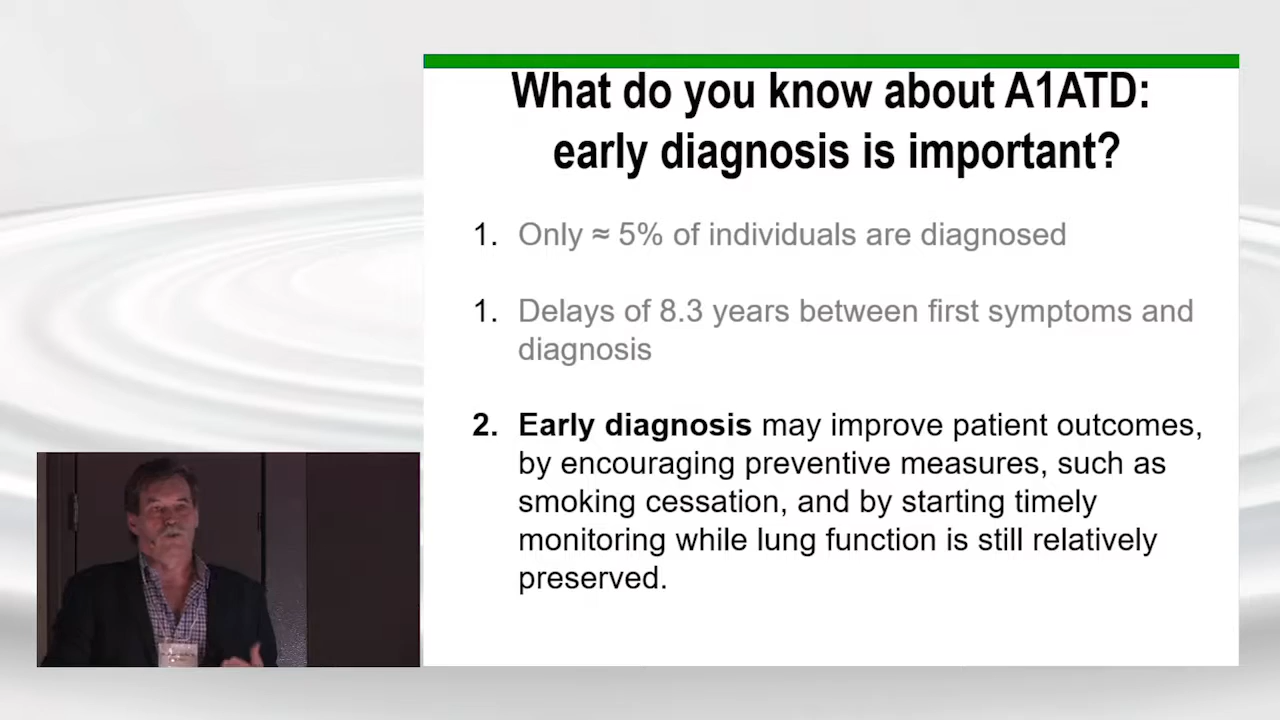 What do you know about A1ATD:
early diagnosis is important?
1. Only ≈ 5% of individuals are diagnosed
1. Delays of 8.3 years between first symptoms and
diagnosis
2. Early diagnosis may improve patient outcomes,
by encouraging preventive measures, such as
smoking cessation, and by starting timely
monitoring while lung function is still relatively
preserved.